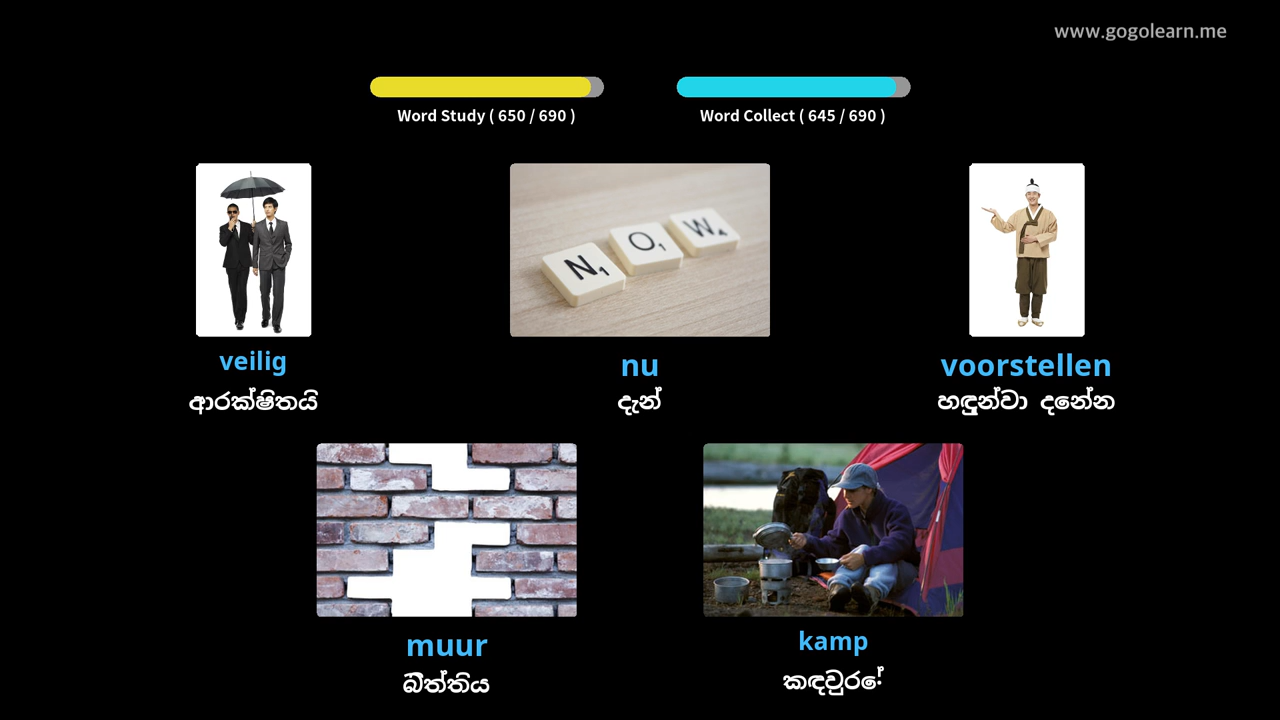 www.gogolearn.me
Word Study ( 650 / 690 )
Word Collect ( 645 / 690 )
NOW
veilig
ආරක්ෂිතයි
nu
දැන්
voorstellen
හඳුන්වා දෙන්න
muur
බිත්තිය
kamp
කඳවුර!